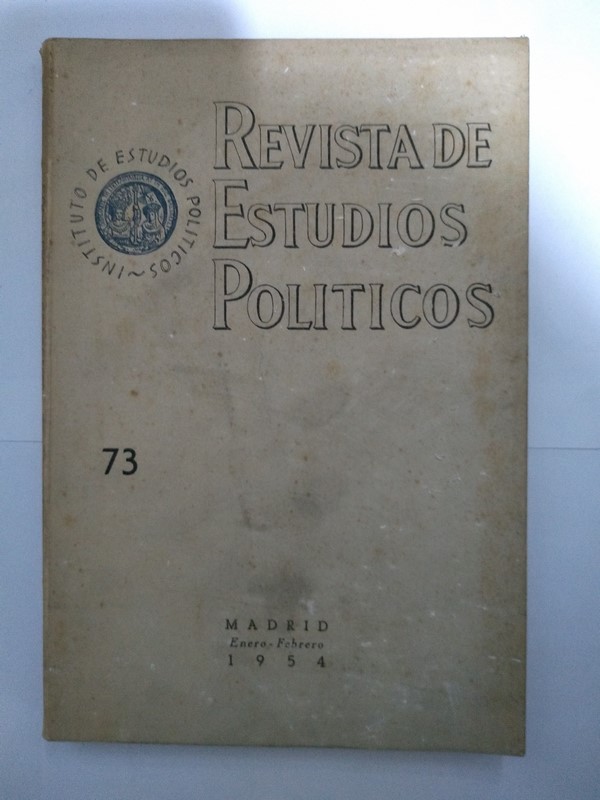 INSTITUTO DE ESTUDIOS POLITICOS ~
REVISTA DE
ESTUDIOS
POLITICOS
73
MADRID
Enero - Febrero
1954